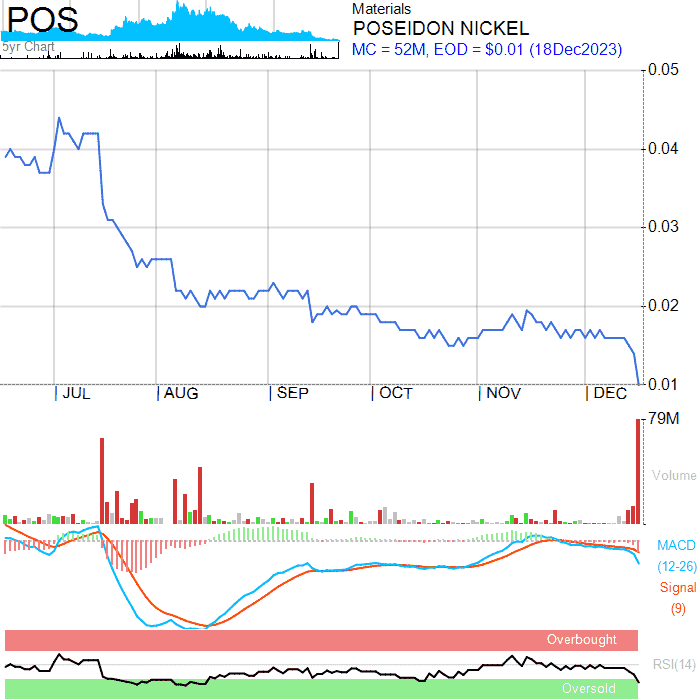 POS
5yr Chart
Materials
POSEIDON NICKEL
MC = 52M, EOD = $0.01 (18Dec2023)
0.05
0.04
0.03
0.02
0.01
JUL AUG SEP OCT NOV DEC
79M
Volume
MACD
(12-26)
Signal
(9)
Overbought
RSI(14)
Oversold